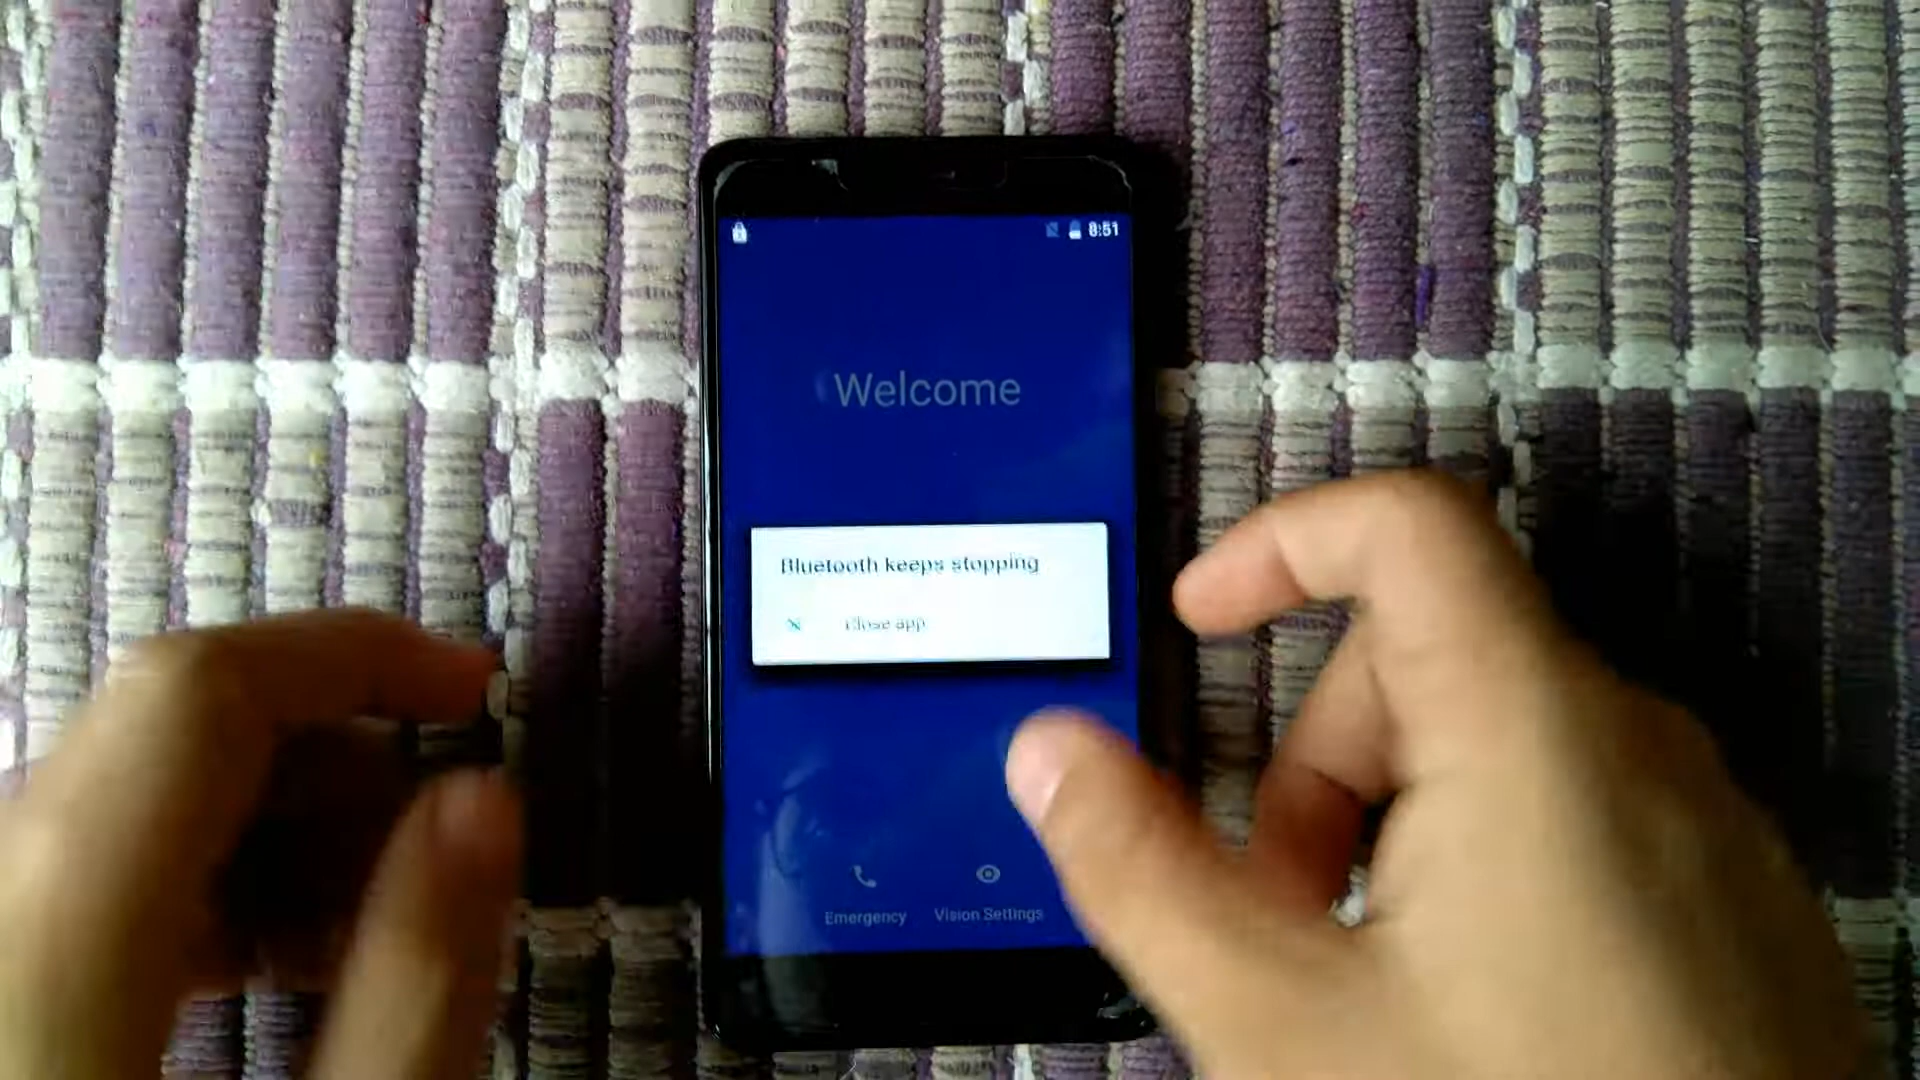 8:51
Welcome
Bluetooth keeps stopping
Close app
Emergency
Vision Settings